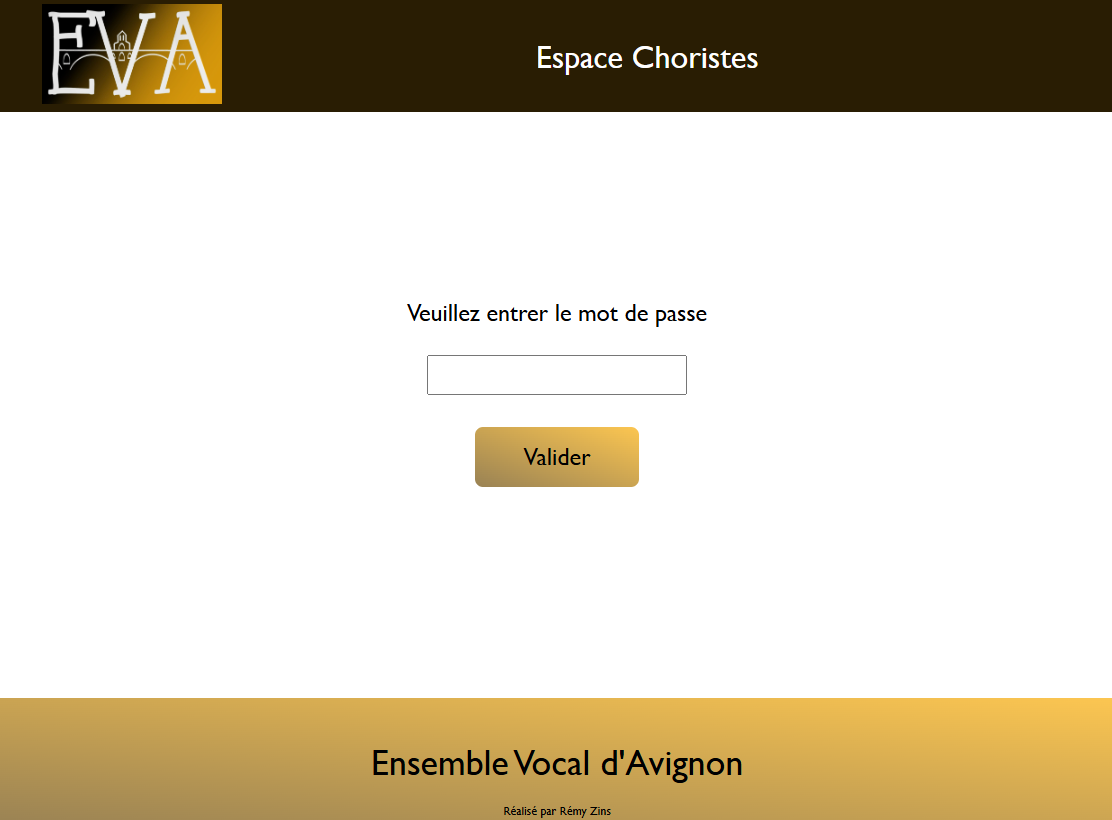 EVA
Espace Choristes
Veuillez entrer le mot de passe
Valider
Ensemble Vocal d'Avignon
Réalisé par Rémy Zins